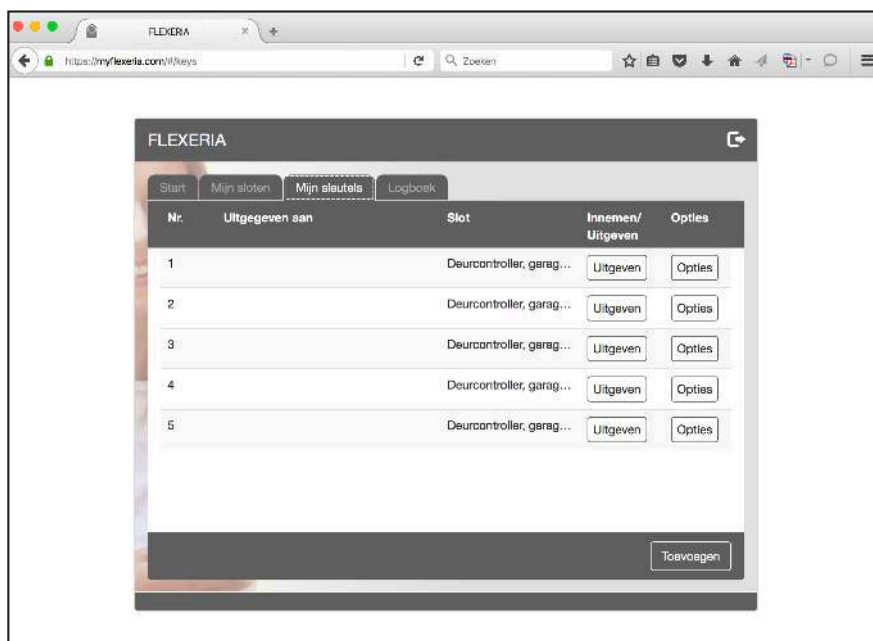 FLEXERIA
https://myflexeria.com/#/keys
Zoeken
FLEXERIA
Start Mijn sloten Mijn sleutels Logboek
Nr. Uitgegeven aan Slot Innemen/ Opties
Uitgeven
1 Deurcontroller, garag... Uitgeven Opties
2 Deurcontroller, garag... Uitgeven Opties
3 Deurcontroller, garag... Uitgeven Opties
4 Deurcontroller, garag... Uitgeven Opties
5 Deurcontroller, garag... Uitgeven Opties
Toevoegen